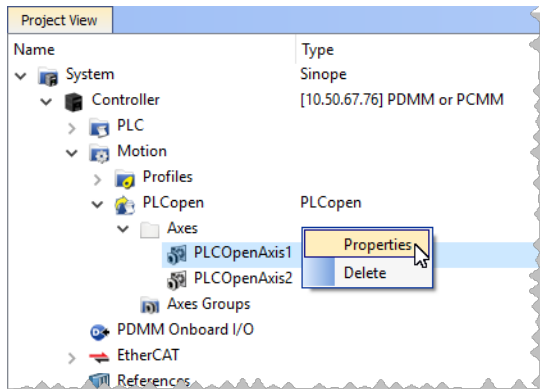 Project View
Name Type
System Sinope
Controller [10.50.67.76] PDMM or PCMM
PLC
Motion
Profiles
PLCopen PLCopen
Axes
PLCOpenAxis1 Properties
PLCOpenAxis2 Delete
Axes Groups
PDMM Onboard I/O
EtherCAT
References